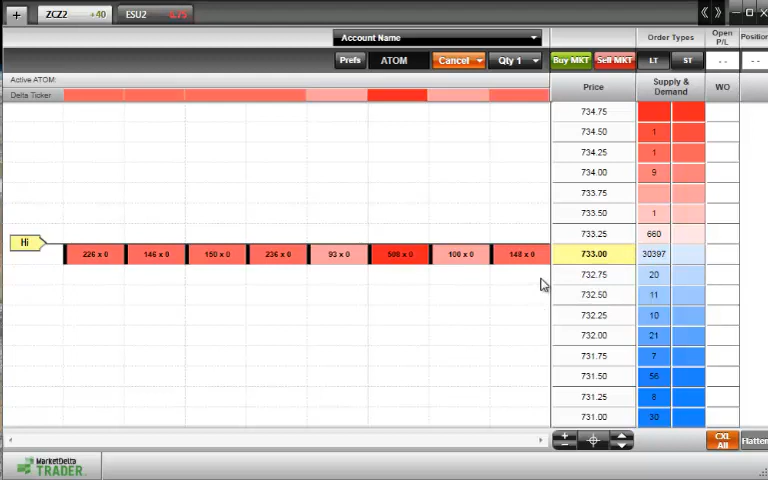 + ZCZ2 +40 ESU2 -0.75
Account Name Order Types Open P/L Position
Prefs ATOM Cancel Qty 1 Buy MKT Sell MKT LT ST -- --
Active ATOM: Price Supply & Demand WO
Delta Ticker
734.75
734.50 1
734.25 1
734.00 9
733.75
733.50 1
Hi 733.25 660
226 x 0 146 x 0 150 x 0 236 x 0 93 x 0 588 x 0 100 x 0 148 x 0 733.00 30397
732.75 20
732.50 11
732.25 10
732.00 21
731.75 7
731.50 56
731.25 8
731.00 30
CXL All Flatten
MarketDelta
TRADER